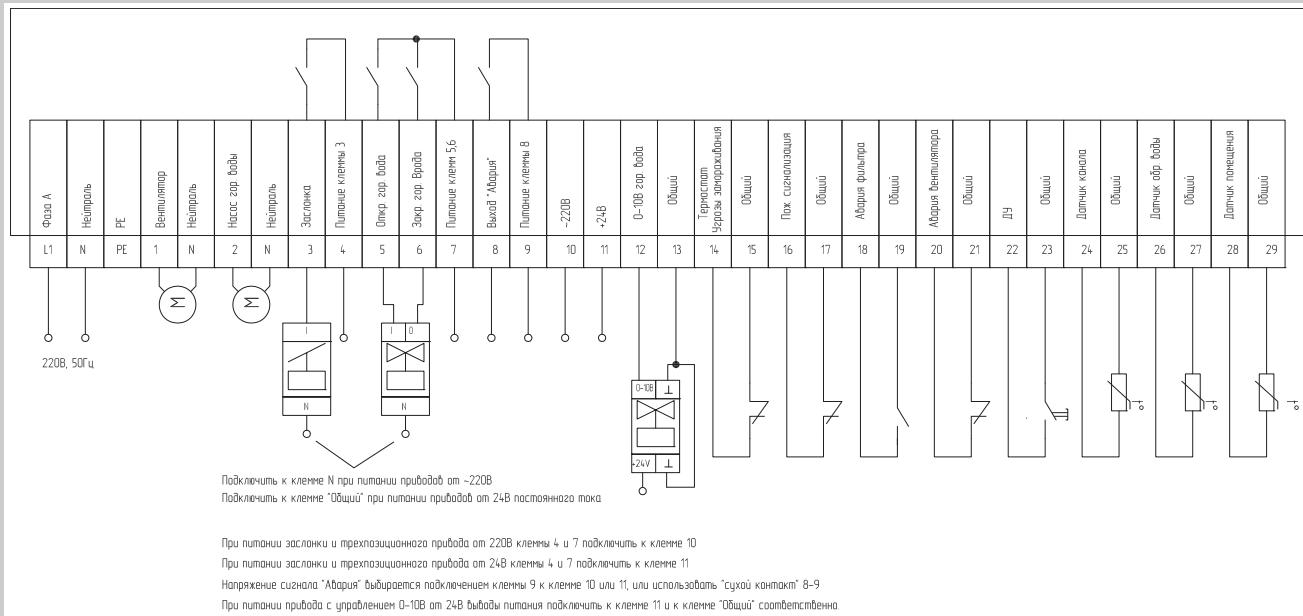 Фаза А
Нейтраль
PE
Вентилятор
Нейтраль
Насос гор. воды
Нейтраль
Заслонка
Питание клеммы 3
Откр. гор. вода
Закр. гор. Врода
Питание клемм 5,6
Выход "Авария"
Питание клеммы 8
~220В
+24В
0-10В гор. вода
Общий
Термостат
Угрозы замораживания
Общий
Пож. сигнализация
Общий
Авария фильтра
Общий
Авария вентилятора
Общий
ДУ
Общий
Датчик канала
Общий
Датчик обр. воды
Общий
Датчик помещения
Общий
L1 N PE 1 N 2 N 3 4 5 6 7 8 9 10 11 12 13 14 15 16 17 18 19 20 21 22 23 24 25 26 27 28 29
M M
I I 0
220В, 50Гц
0-10В
N N
+24V
Подключить к клемме N при питании приводов от ~220В
Подключить к клемме "Общий" при питании приводов от 24В постоянного тока
При питании заслонки и трехпозиционного привода от 220В клеммы 4 и 7 подключить к клемме 10
При питании заслонки и трехпозиционного привода от 24В клеммы 4 и 7 подключить к клемме 11
Напряжение сигнала "Авария" выбирается подключением клеммы 9 к клемме 10 или 11, или использовать "сухой контакт" 8-9
При питании привода с управлением 0-10В от 24В выводы питания подключить к клемме 11 и к клемме "Общий" соответственно.